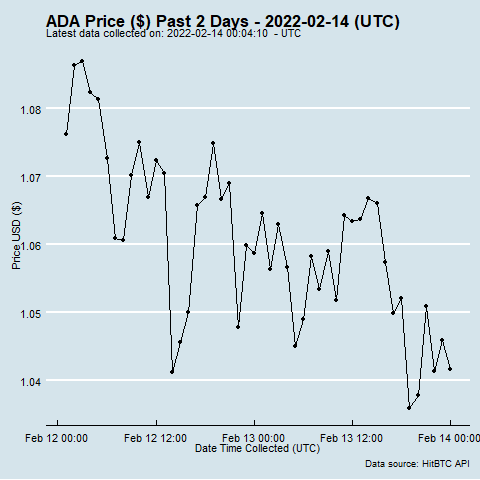 ADA Price ($) Past 2 Days - 2022-02-14 (UTC)
Latest data collected on: 2022-02-14 00:04:10 - UTC
1.08
1.07
1.06
1.05
1.04
Price USD ($)
Feb 12 00:00 Feb 12 12:00 Feb 13 00:00 Feb 13 12:00 Feb 14 00:00
Date Time Collected (UTC)
Data source: HitBTC API